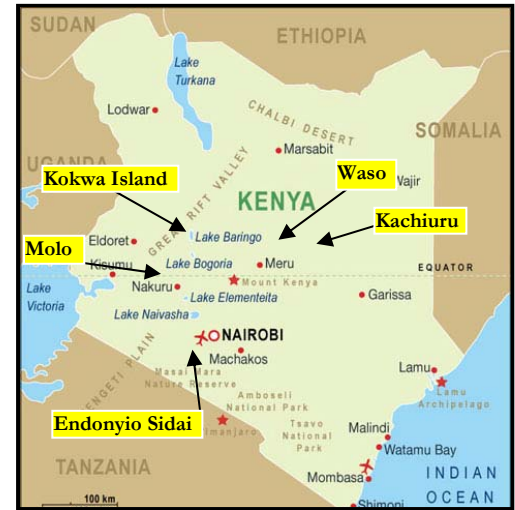 SUDAN
ETHIOPIA
Lake
Turkana
Lodwar
CHALBI DESERT
SOMALIA
Marsabit
UGANDA
Waso
Kokwa Island
Wajir
GREAT RIFT VALLEY
KENYA
Kachiuru
Eldoret
Lake Baringo
Molo
Kisumu
Lake Bogoria
Meru
EQUATOR
Mount Kenya
Lake
Victoria
Nakuru
Lake Elementeita
Garissa
Lake Naivasha
NAIROBI
Machakos
Masai Mara
Nature Reserve
Lamu
Lamu
Archipelago
Amboseli
National Park
Endonyio Sidai
Tsavo
National Park
Malindi
Watamu Bay
TANZANIA
Mombasa
INDIAN
OCEAN
100 km
Shimoni